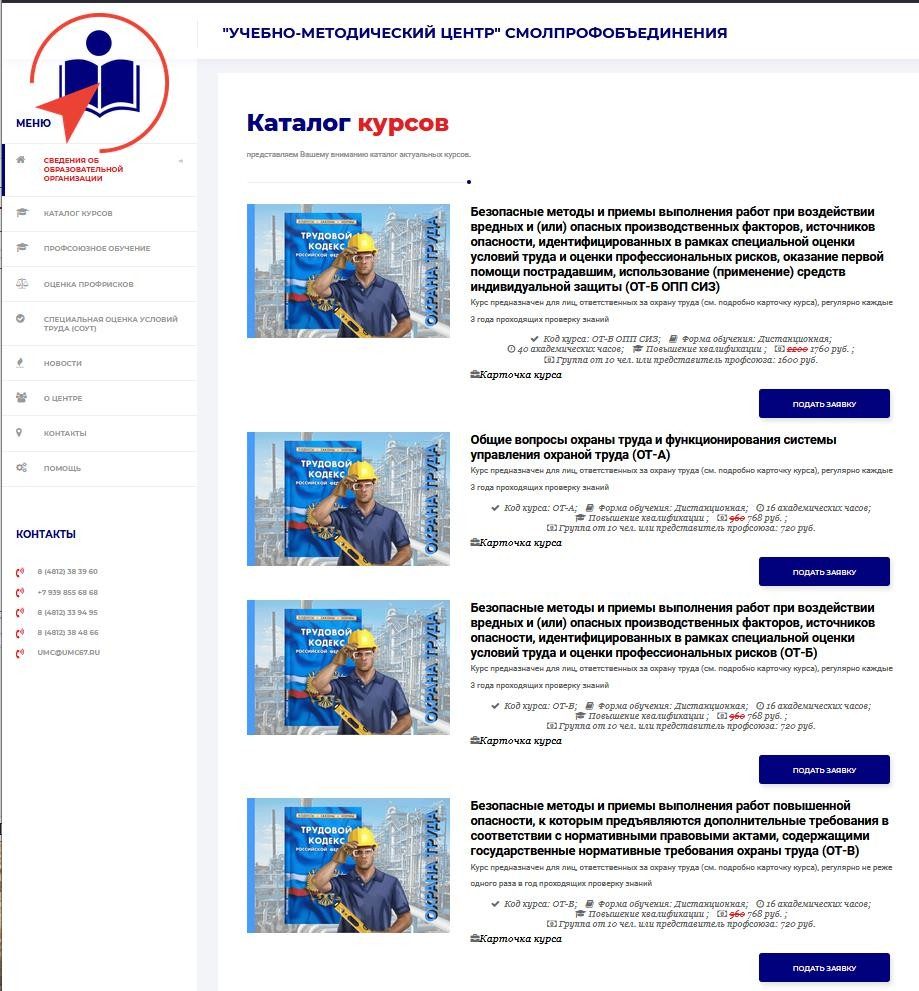 "УЧЕБНО-МЕТОДИЧЕСКИЙ ЦЕНТР" СМОЛПРОФОБЪЕДИНЕНИЯ
МЕНЮ
СВЕДЕНИЯ ОБ
ОБРАЗОВАТЕЛЬНОЙ
ОРГАНИЗАЦИИ
КАТАЛОГ КУРСОВ
ПРОФСОЮЗНОЕ ОБУЧЕНИЕ
ОЦЕНКА ПРОФРИСКОВ
СПЕЦИАЛЬНАЯ ОЦЕНКА УСЛОВИЙ
ТРУДА (СОУТ)
НОВОСТИ
О ЦЕНТРЕ
КОНТАКТЫ
ПОМОЩЬ
КОНТАКТЫ
8 (4812) 38 39 60
+7 939 855 68 68
8 (4812) 33 94 95
8 (4812) 38 48 66
UMC@UMC67.RU
Каталог курсов
представляем Вашему вниманию каталог актуальных курсов.
ТРУДОВОЙ
КОДЕКС
ОХРАНА ТРУДА
Безопасные методы и приемы выполнения работ при воздействии
вредных и (или) опасных производственных факторов, источников
опасности, идентифицированных в рамках специальной оценки
условий труда и оценки профессиональных рисков, оказание первой
помощи пострадавшим, использование (применение) средств
индивидуальной защиты (ОТ-Б ОПП СИЗ)
Курс предназначен для лиц, ответственных за охрану труда (см. подробно карточку курса), регулярно каждые
3 года проходящих проверку знаний
Код курса: ОТ-В ОПП СИЗ; Форма обучения: Дистанционная;
40 академических часов; Повышение квалификации ; 2200 1760 руб. ;
Группа от 10 чел. или представитель профсоюза: 1600 руб.
Карточка курса
ПОДАТЬ ЗАЯВКУ
ТРУДОВОЙ
КОДЕКС
ОХРАНА ТРУДА
Общие вопросы охраны труда и функционирования системы
управления охраной труда (ОТ-А)
Курс предназначен для лиц, ответственных за охрану труда (см. подробно карточку курса), регулярно каждые
3 года проходящих проверку знаний
Код курса: ОТ-А; Форма обучения: Дистанционная; 16 академических часов;
Повышение квалификации ; 960 768 руб. ;
Группа от 10 чел. или представитель профсоюза: 720 руб.
Карточка курса
ПОДАТЬ ЗАЯВКУ
ТРУДОВОЙ
КОДЕКС
ОХРАНА ТРУДА
Безопасные методы и приемы выполнения работ при воздействии
вредных и (или) опасных производственных факторов, источников
опасности, идентифицированных в рамках специальной оценки
условий труда и оценки профессиональных рисков (ОТ-Б)
Курс предназначен для лиц, ответственных за охрану труда (см. подробно карточку курса), регулярно каждые
3 года проходящих проверку знаний
Код курса: ОТ-В; Форма обучения: Дистанционная; 16 академических часов;
Повышение квалификации ; 960 768 руб. ;
Группа от 10 чел. или представитель профсоюза: 720 руб.
Карточка курса
ПОДАТЬ ЗАЯВКУ
ТРУДОВОЙ
КОДЕКС
ОХРАНА ТРУДА
Безопасные методы и приемы выполнения работ повышенной
опасности, к которым предъявляются дополнительные требования в
соответствии с нормативными правовыми актами, содержащими
государственные нормативные требования охраны труда (ОТ-В)
Курс предназначен для лиц, ответственных за охрану труда (см. подробно карточку курса), регулярно не реже
одного раза в год проходящих проверку знаний
Код курса: ОТ-В; Форма обучения: Дистанционная; 16 академических часов;
Повышение квалификации ; 960 768 руб. ;
Группа от 10 чел. или представитель профсоюза: 720 руб.
Карточка курса
ПОДАТЬ ЗАЯВКУ